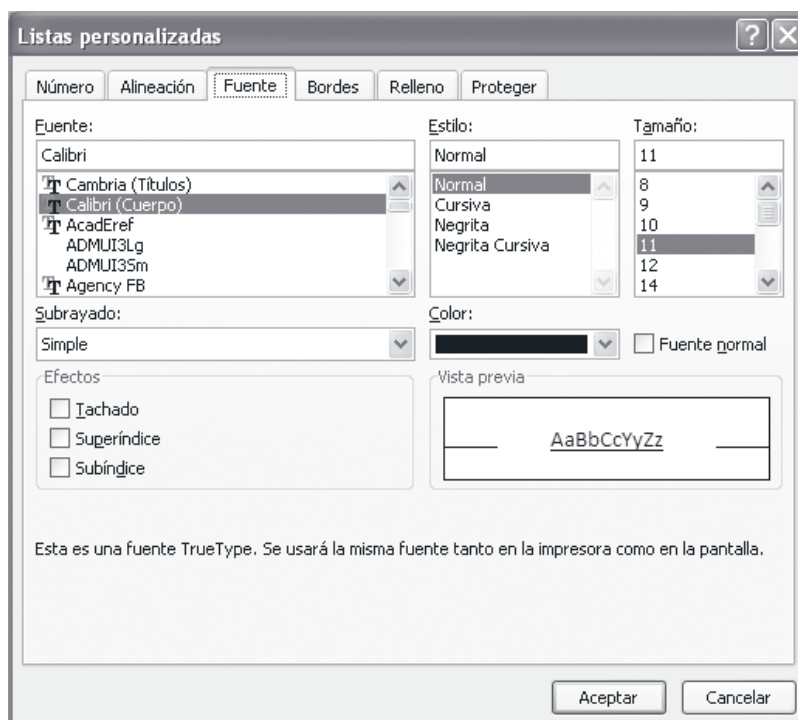 Listas personalizadas
Número Alineación Fuente Bordes Relleno Proteger
Fuente: Estilo: Tamaño:
Calibri Normal 11
Cambria (Títulos) Normal 8
Calibri (Cuerpo) Cursiva 9
AcadEref Negrita 10
ADMUI3Lg Negrita Cursiva 11
ADMUI3Sm 12
Agency FB 14
Subrayado: Color:
Simple Fuente normal
Efectos Vista previa
Tachado
Superíndice AaBbCcYyZz
Subíndice
Esta es una fuente TrueType. Se usará la misma fuente tanto en la impresora como en la pantalla.
Aceptar Cancelar